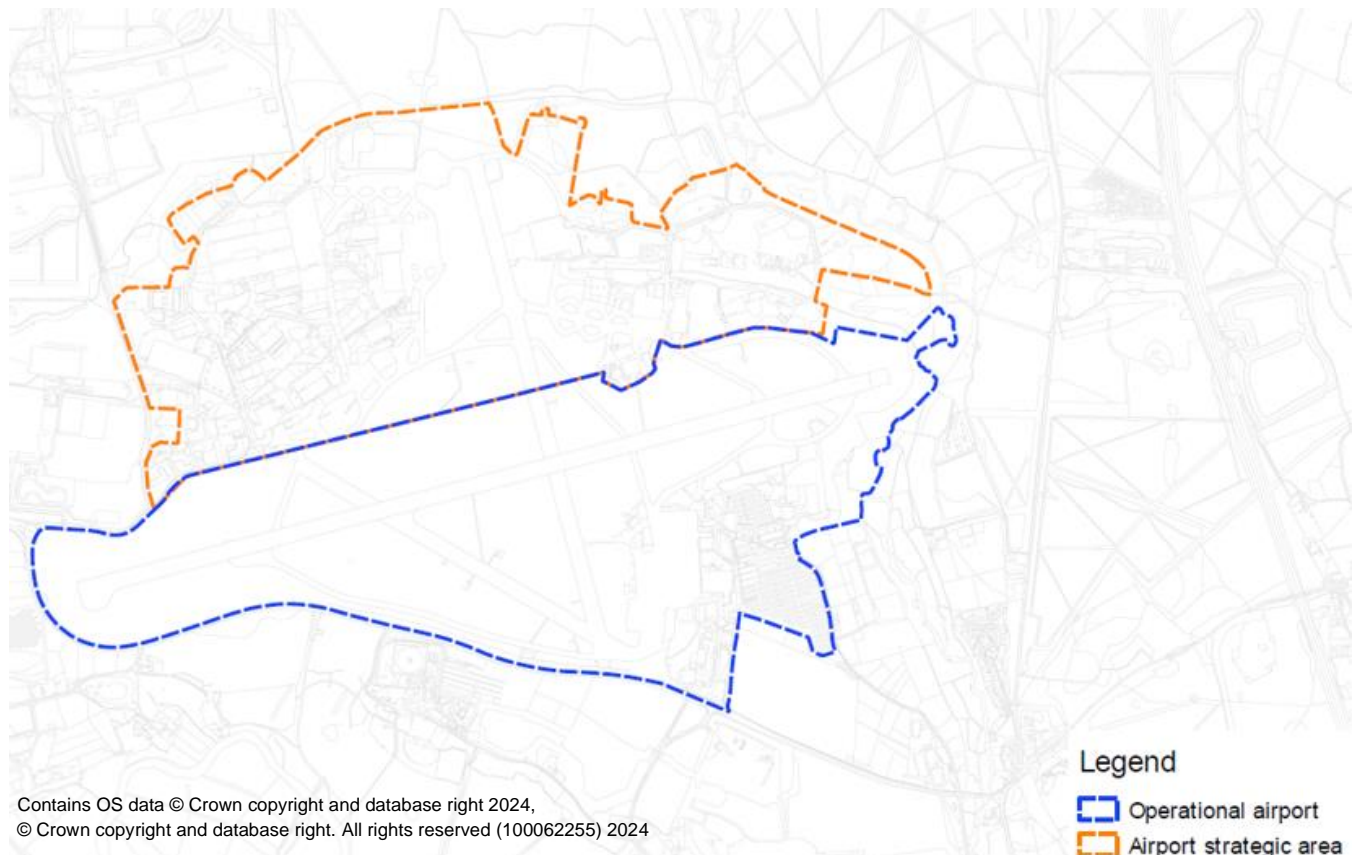 Contains OS data © Crown copyright and database right 2024,
© Crown copyright and database right. All rights reserved (100062255) 2024
Legend
Operational airport
Airport strategic area